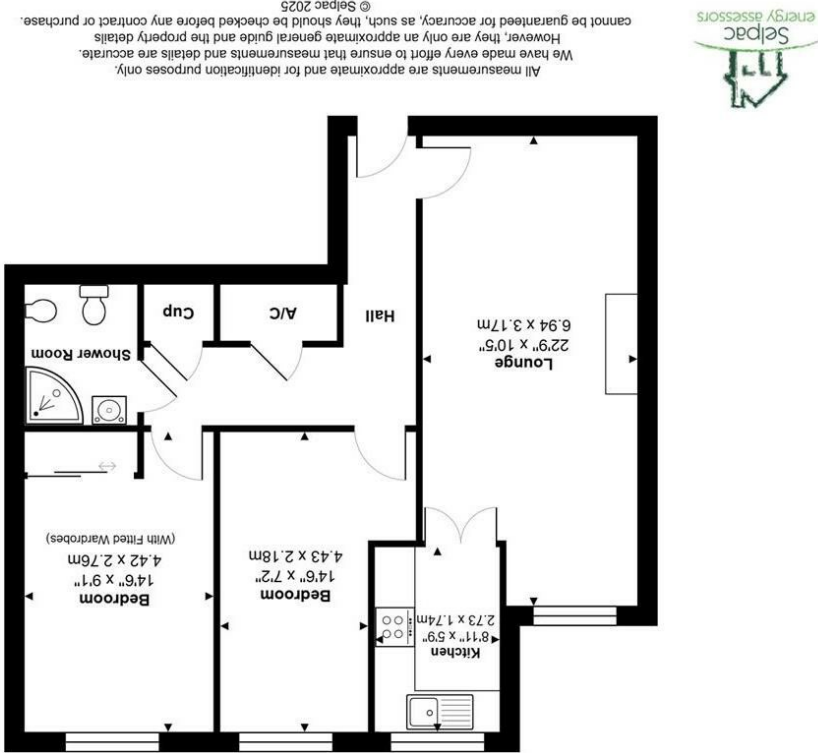 Kitchen
8'11" x 5'9"
2.73 x 1.74m
Bedroom
14'6" x 7'2"
4.43 x 2.18m
Bedroom
14'6" x 9'1"
4.42 x 2.76m
(With Fitted Wardrobes)
Lounge
22'9" x 10'5"
6.94 x 3.17m
Hall
A/C
Cup
Shower Room
All measurements are approximate and for identification purposes only.
We have made every effort to ensure that measurements and details are accurate.
However, they are only an approximate general guide and the property details
cannot be guaranteed for accuracy, as such, they should be checked before any contract or purchase.
© Selpac 2025
Selpac
energy assessors